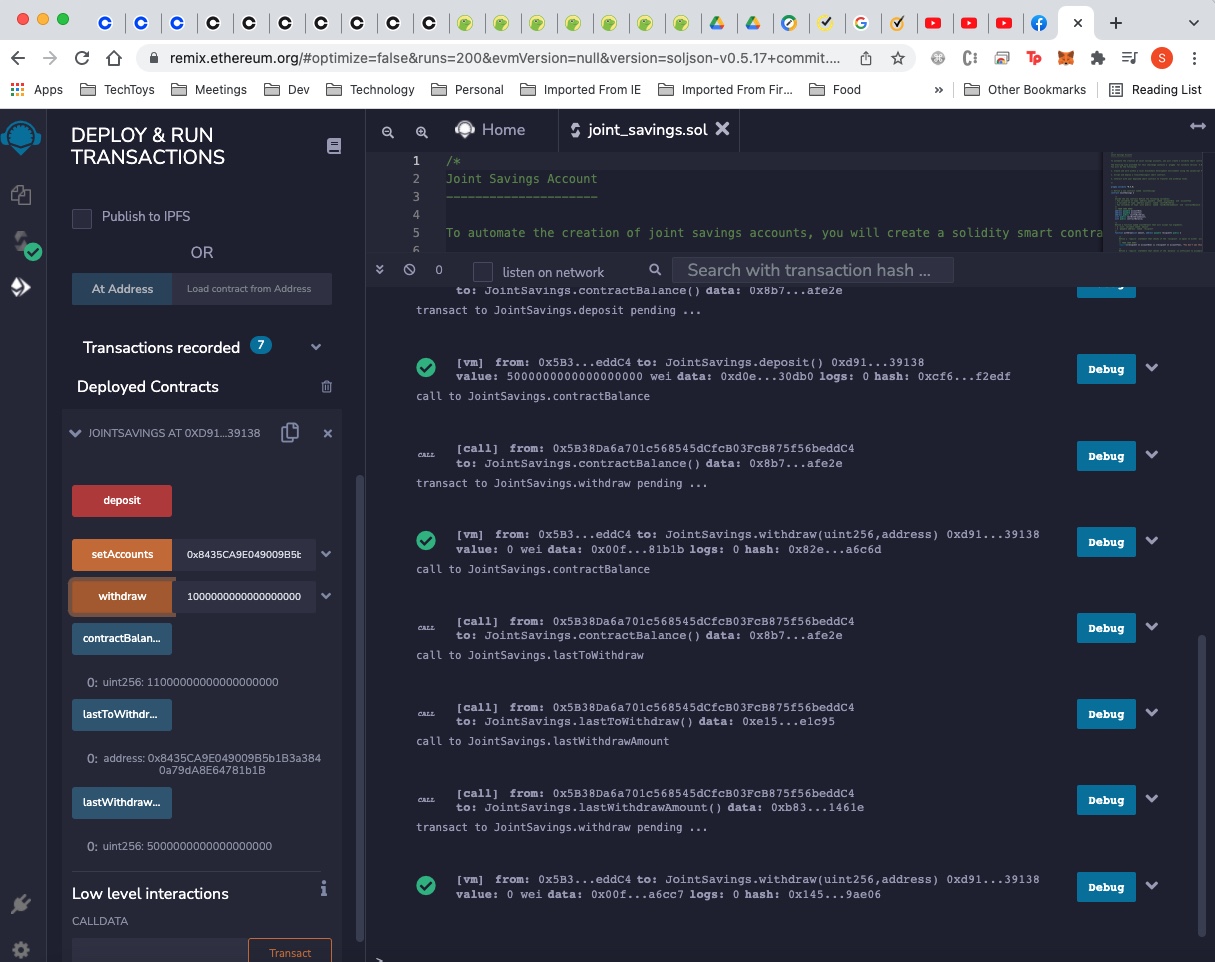 remix.ethereum.org/#optimize=false&runs=200&evmVersion=null&version=soljson-v0.5.17+commit....
Tp
S
Apps
TechToys
Meetings
Dev
Technology
Personal
Imported From IE
Imported From Fir...
Food
»
Other Bookmarks
Reading List
DEPLOY & RUN
TRANSACTIONS
Home
joint_savings.sol
1 /*
2 Joint Savings Account
3 ---------------------
4
5 To automate the creation of joint savings accounts, you will create a solidity smart contra
6
Publish to IPFS
OR
At Address
Load contract from Address
Transactions recorded 7
Deployed Contracts
JOINTSAVINGS AT 0XD91...39138
deposit
setAccounts 0x8435CA9E049009B5b
withdraw 1000000000000000000
contractBalan...
0: uint256: 11000000000000000000
lastToWithdr...
0: address: 0x8435CA9E049009B5b1B3a384
0a79dA8E64781b1B
lastWithdraw...
0: uint256: 5000000000000000000
Low level interactions
CALLDATA
Transact
0
listen on network
Search with transaction hash ...
to: JointSavings.contractBalance() data: 0x8b7...afe2e
transact to JointSavings.deposit pending ...
[vm] from: 0x5B3...eddC4 to: JointSavings.deposit() 0xd91...39138
value: 5000000000000000000 wei data: 0xd0e...30db0 logs: 0 hash: 0xcf6...f2edf
Debug
call to JointSavings.contractBalance
CALL [call] from: 0x5B38Da6a701c568545dCfcB03FcB875f56beddC4
to: JointSavings.contractBalance() data: 0x8b7...afe2e
Debug
transact to JointSavings.withdraw pending ...
[vm] from: 0x5B3...eddC4 to: JointSavings.withdraw(uint256,address) 0xd91...39138
value: 0 wei data: 0x00f...81b1b logs: 0 hash: 0x82e...a6c6d
Debug
call to JointSavings.contractBalance
CALL [call] from: 0x5B38Da6a701c568545dCfcB03FcB875f56beddC4
to: JointSavings.contractBalance() data: 0x8b7...afe2e
Debug
call to JointSavings.lastToWithdraw
CALL [call] from: 0x5B38Da6a701c568545dCfcB03FcB875f56beddC4
to: JointSavings.lastToWithdraw() data: 0xe15...e1c95
Debug
call to JointSavings.lastWithdrawAmount
CALL [call] from: 0x5B38Da6a701c568545dCfcB03FcB875f56beddC4
to: JointSavings.lastWithdrawAmount() data: 0xb83...1461e
Debug
transact to JointSavings.withdraw pending ...
[vm] from: 0x5B3...eddC4 to: JointSavings.withdraw(uint256,address) 0xd91...39138
value: 0 wei data: 0x00f...a6cc7 logs: 0 hash: 0x145...9ae06
Debug
>